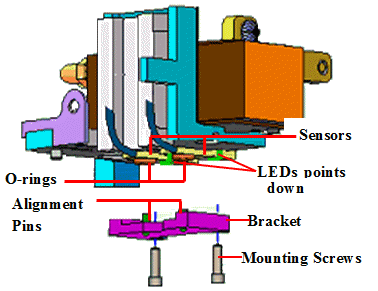 Sensors
O-rings
LEDs points
down
Alignment
Pins
Bracket
Mounting Screws